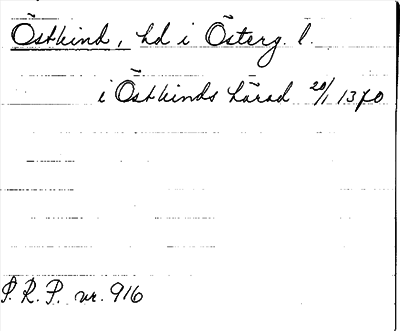 Östkind, hd i Österg. l.
i Östkinds härad 20/1 1370
S.R.P. nr. 916